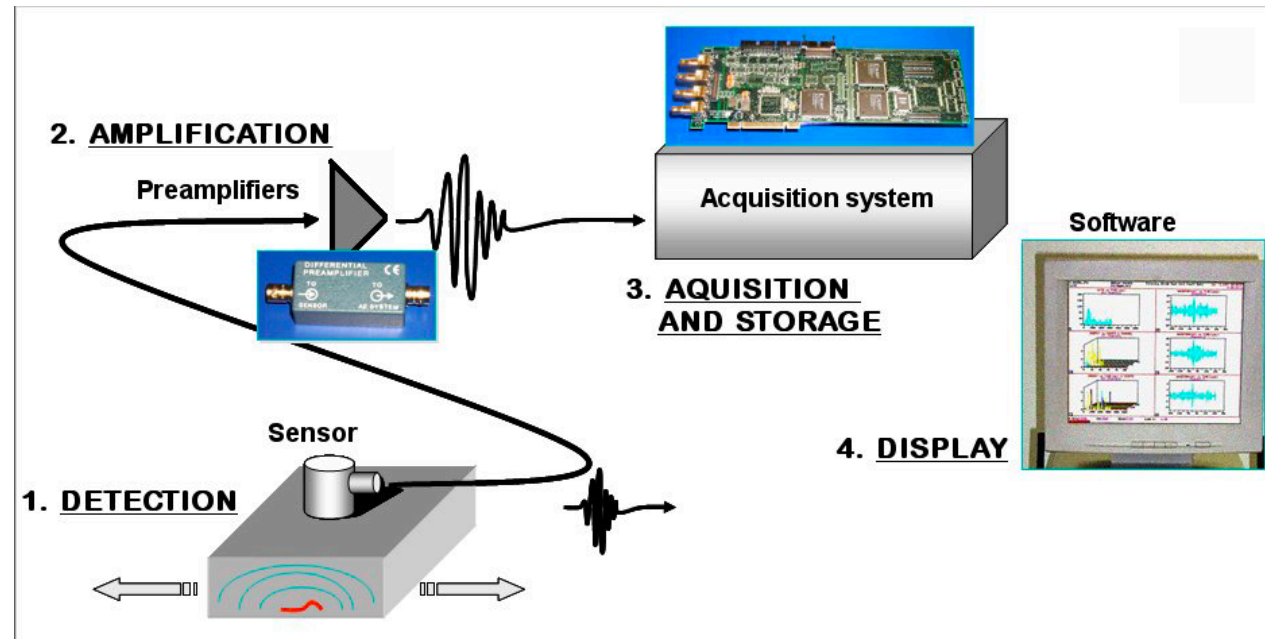 2. AMPLIFICATION
Preamplifiers
DIFFERENTIAL
PREAMPLIFIER
CE
TO
SENSOR
TO
AE SYSTEM
Acquisition system
Software
3. AQUISITION
AND STORAGE
Sensor
4. DISPLAY
1. DETECTION